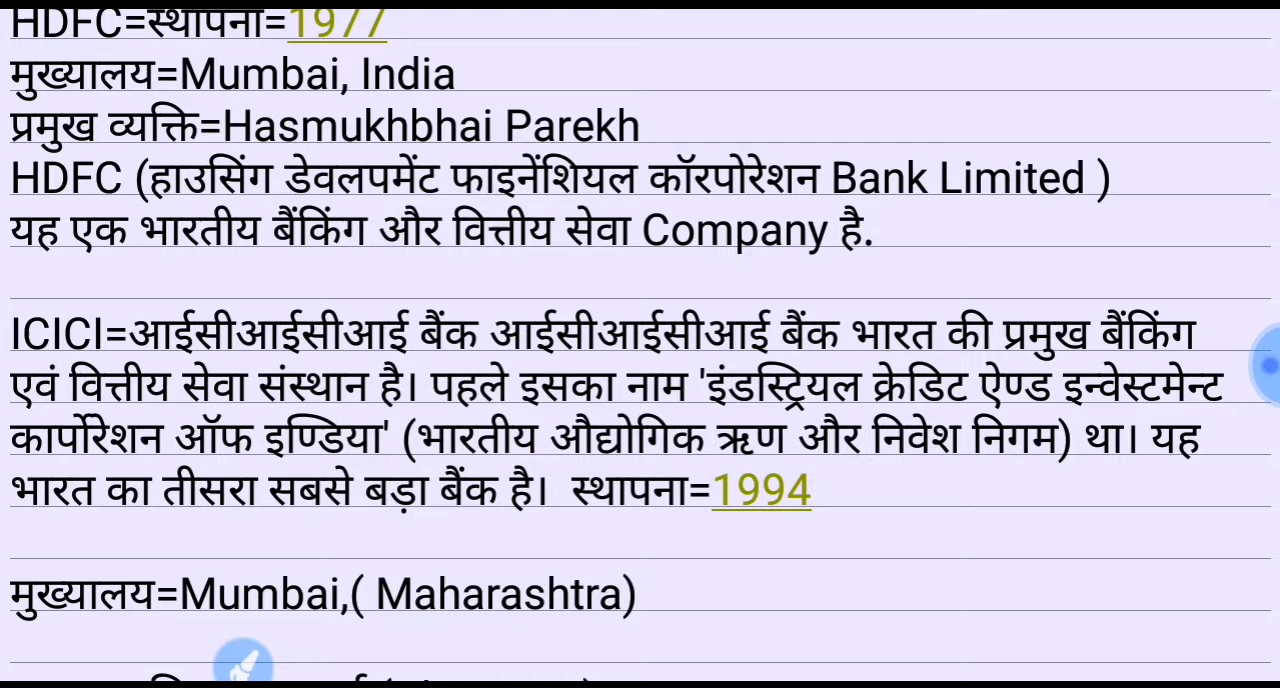 HDFC=स्थापना=1977
मुख्यालय=Mumbai, India
प्रमुख व्यक्ति=Hasmukhbhai Parekh
HDFC (हाउसिंग डेवलपमेंट फाइनेंशियल कॉरपोरेशन Bank Limited )
यह एक भारतीय बैंकिंग और वित्तीय सेवा Company है.
ICICI=आईसीआईसीआई बैंक आईसीआईसीआई बैंक भारत की प्रमुख बैंकिंग
एवं वित्तीय सेवा संस्थान है। पहले इसका नाम 'इंडस्ट्रियल क्रेडिट ऐण्ड इन्वेस्टमेन्ट
कार्पोरेशन ऑफ इण्डिया' (भारतीय औद्योगिक ऋण और निवेश निगम) था। यह
भारत का तीसरा सबसे बड़ा बैंक है। स्थापना=1994
मुख्यालय=Mumbai,( Maharashtra)